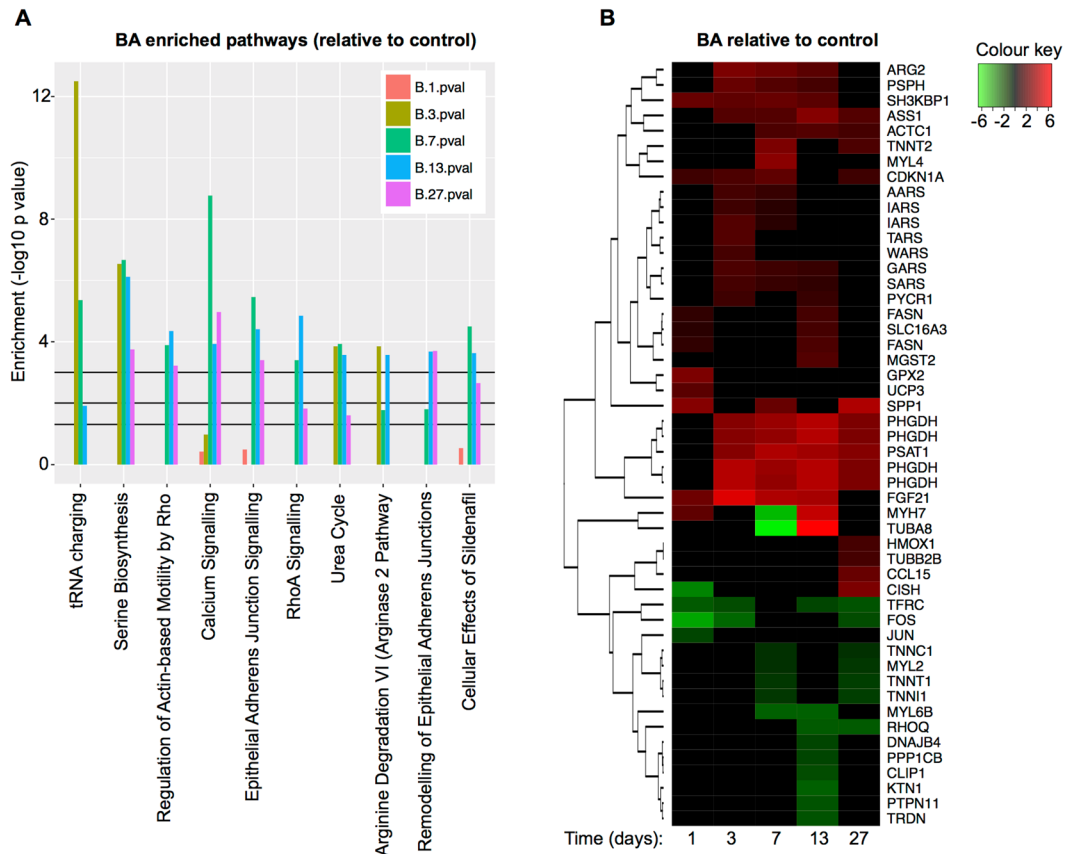 A
BA enriched pathways (relative to control)
Enrichment (-log10 p value)
12
8
4
0
B.1.pval
B.3.pval
B.7.pval
B.13.pval
B.27.pval
tRNA charging
Serine Biosynthesis
Regulation of Actin-based Motility by Rho
Calcium Signalling
Epithelial Adherens Junction Signalling
RhoA Signalling
Urea Cycle
Arginine Degradation VI (Arginase 2 Pathway)
Remodelling of Epithelial Adherens Junctions
Cellular Effects of Sildenafil
B
BA relative to control
Colour key
-6 -2 2 6
ARG2
PSPH
SH3KBP1
ASS1
ACTC1
TNNT2
MYL4
CDKN1A
AARS
IARS
IARS
TARS
WARS
GARS
SARS
PYCR1
FASN
SLC16A3
FASN
MGST2
GPX2
UCP3
SPP1
PHGDH
PHGDH
PSAT1
PHGDH
PHGDH
FGF21
MYH7
TUBA8
HMOX1
TUBB2B
CCL15
CISH
TFRC
FOS
JUN
TNNC1
MYL2
TNNT1
TNNI1
MYL6B
RHOQ
DNAJB4
PPP1CB
CLIP1
KTN1
PTPN11
TRDN
Time (days): 1 3 7 13 27